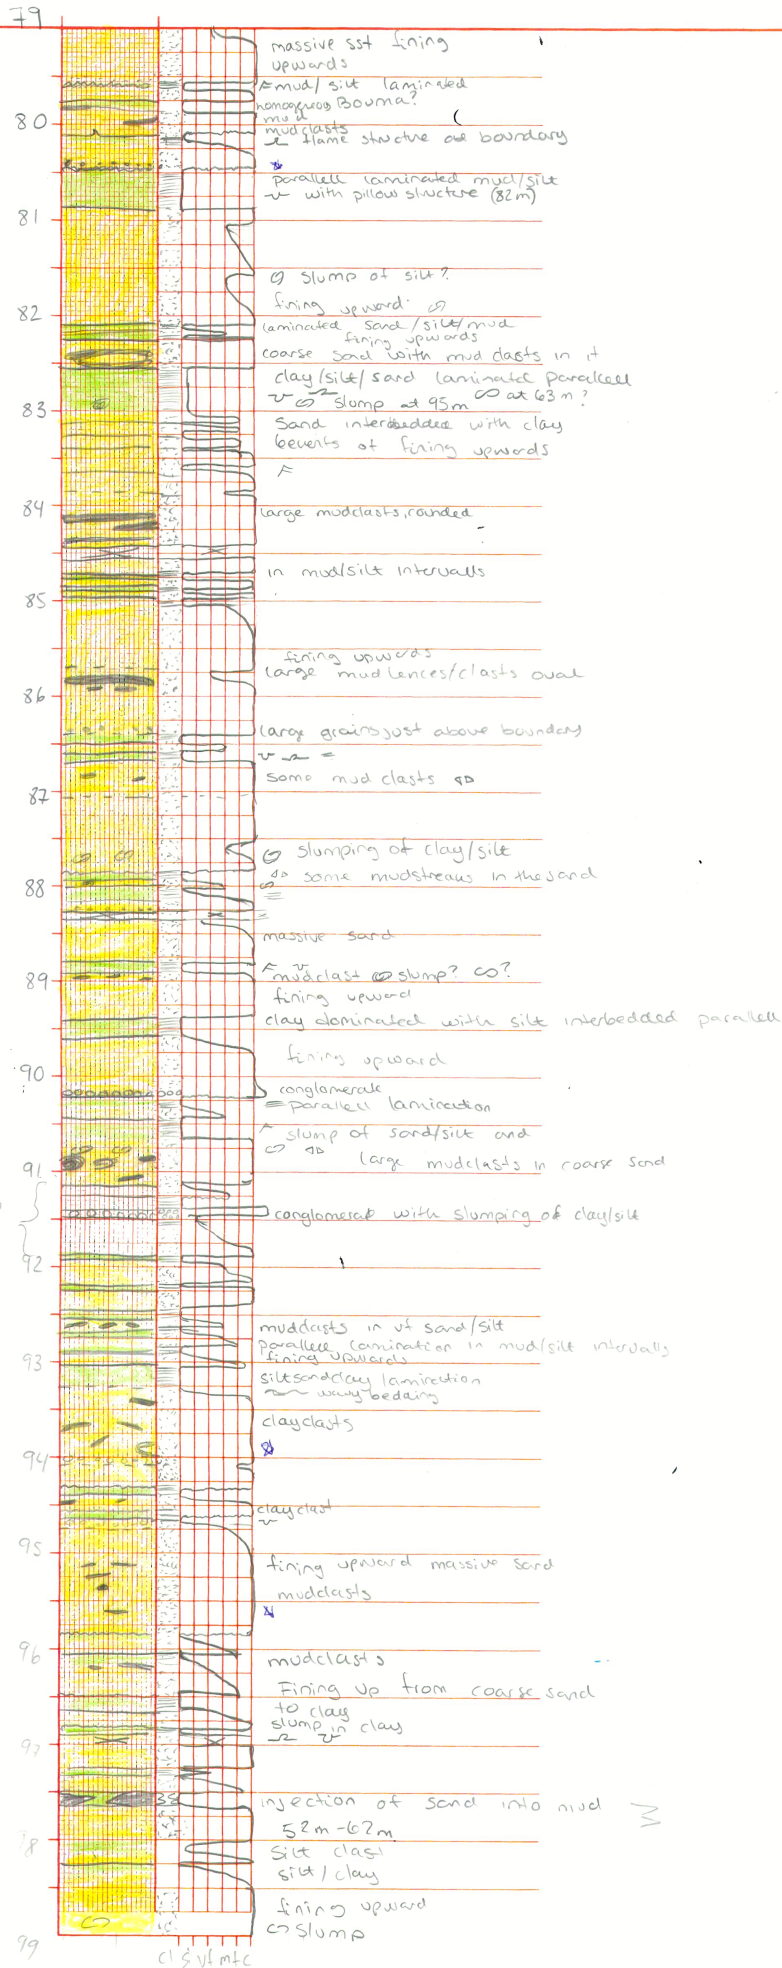 79
massive sst fining
upwards
mud/silt laminated
homogenous Bouma?
mud
80
mudclasts
flame structure at boundary
parallell laminated mud/silt
with pillow structure (82m)
81
slump of silt?
fining upward
82
laminated sand/silt/mud
fining upwards
coarse sand with mud clasts in it
clay/silt/sand laminated parallell
slump at 95m at 63m?
83
Sand interbedded with clay
6events of fining upwards
F
84
large mudclasts, rounded
in mud/silt intervalls
85
fining upwards
large mud lences/clasts oval
86
large grains just above boundary
Some mud clasts
87
slumping of clay/silt
88
some mudstreaks in the sand
massive sand
89
mudclast slump?
fining upward
clay dominated with silt interbedded parallell
fining upward
90
conglomerate
parallell lamination
slump of sand/silt and
large mudclasts in coarse sand
91
conglomerat with slumping of clay/silt
92
mudclasts in vf sand/silt
parallell lamination in mud/silt intervalls
93
fining upwards
siltsandclay lamination
wavy bedding
clayclasts
94
clayclast
95
fining upward massive sand
mudclasts
96
mudclasts
Fining up from coarse sand
to clay
slump in clay
97
injection of sand into mud
52m-62m
98
Silt clast
silt/clay
fining upward
slump
99
cl s vf m f c